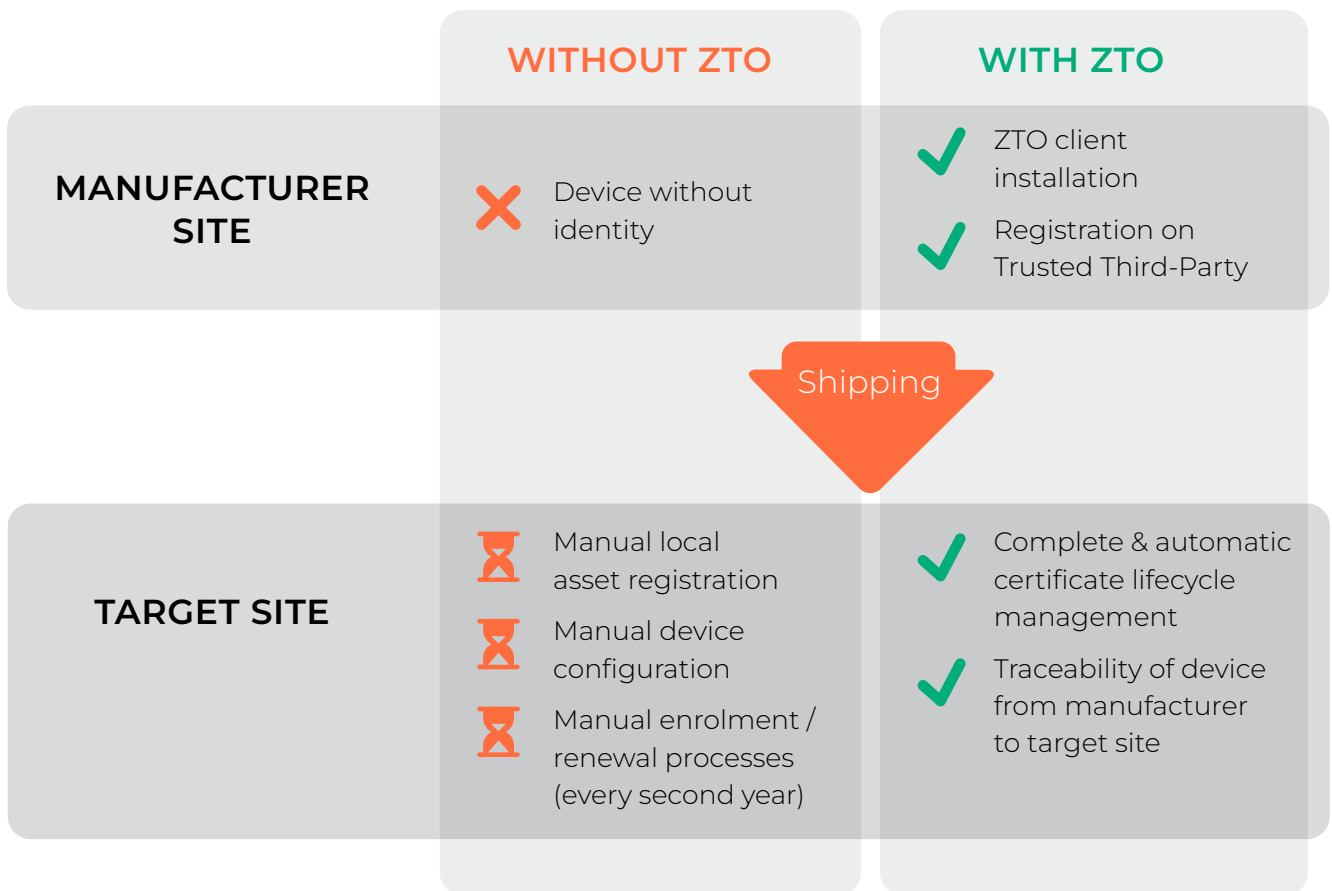 WITHOUT ZTO
WITH ZTO
MANUFACTURER
SITE
Device without
identity
ZTO client
installation
Registration on
Trusted Third-Party
Shipping
TARGET SITE
Manual local
asset registration
Manual device
configuration
Manual enrolment /
renewal processes
(every second year)
Complete & automatic
certificate lifecycle
management
Traceability of device
from manufacturer
to target site